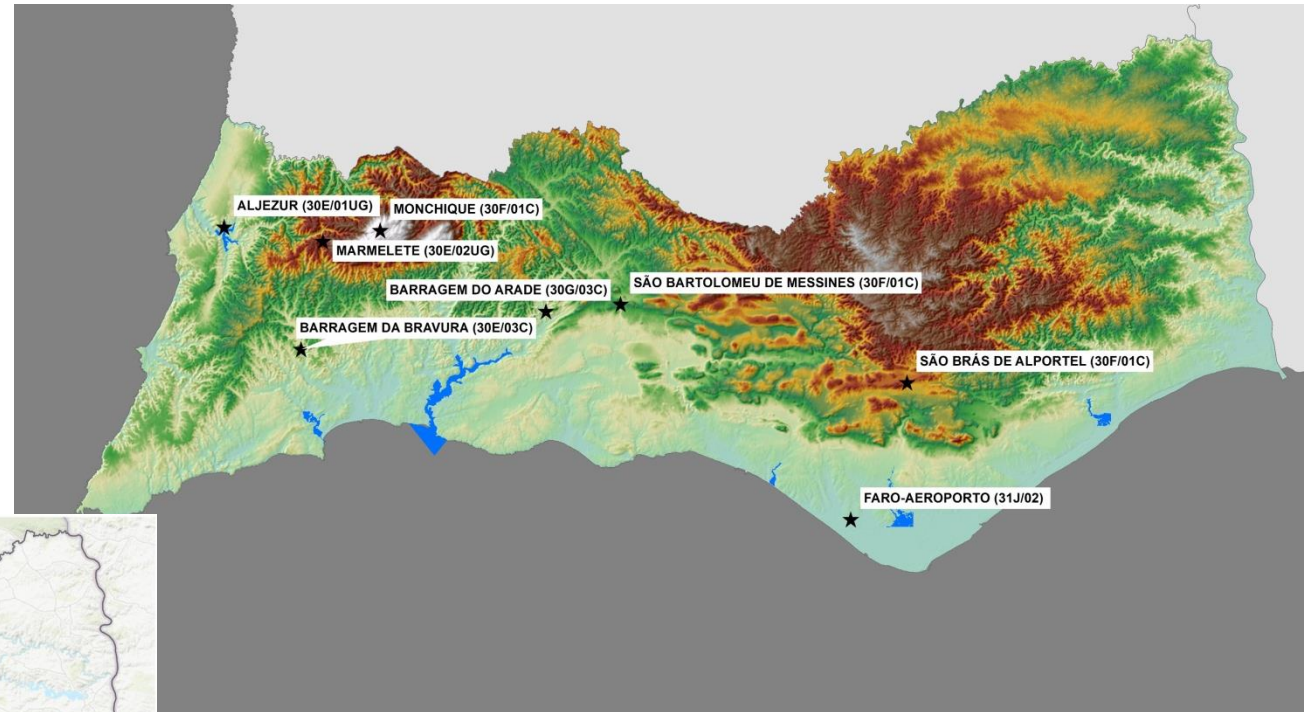 ALJEZUR (30E/01UG)
MONCHIQUE (30F/01C)
MARMELETE (30E/02UG)
BARRAGEM DO ARADE (30G/03C)
SÃO BARTOLOMEU DE MESSINES (30F/01C)
BARRAGEM DA BRAVURA (30E/03C)
SÃO BRÁS DE ALPORTEL (30F/01C)
FARO-AEROPORTO (31J/02)